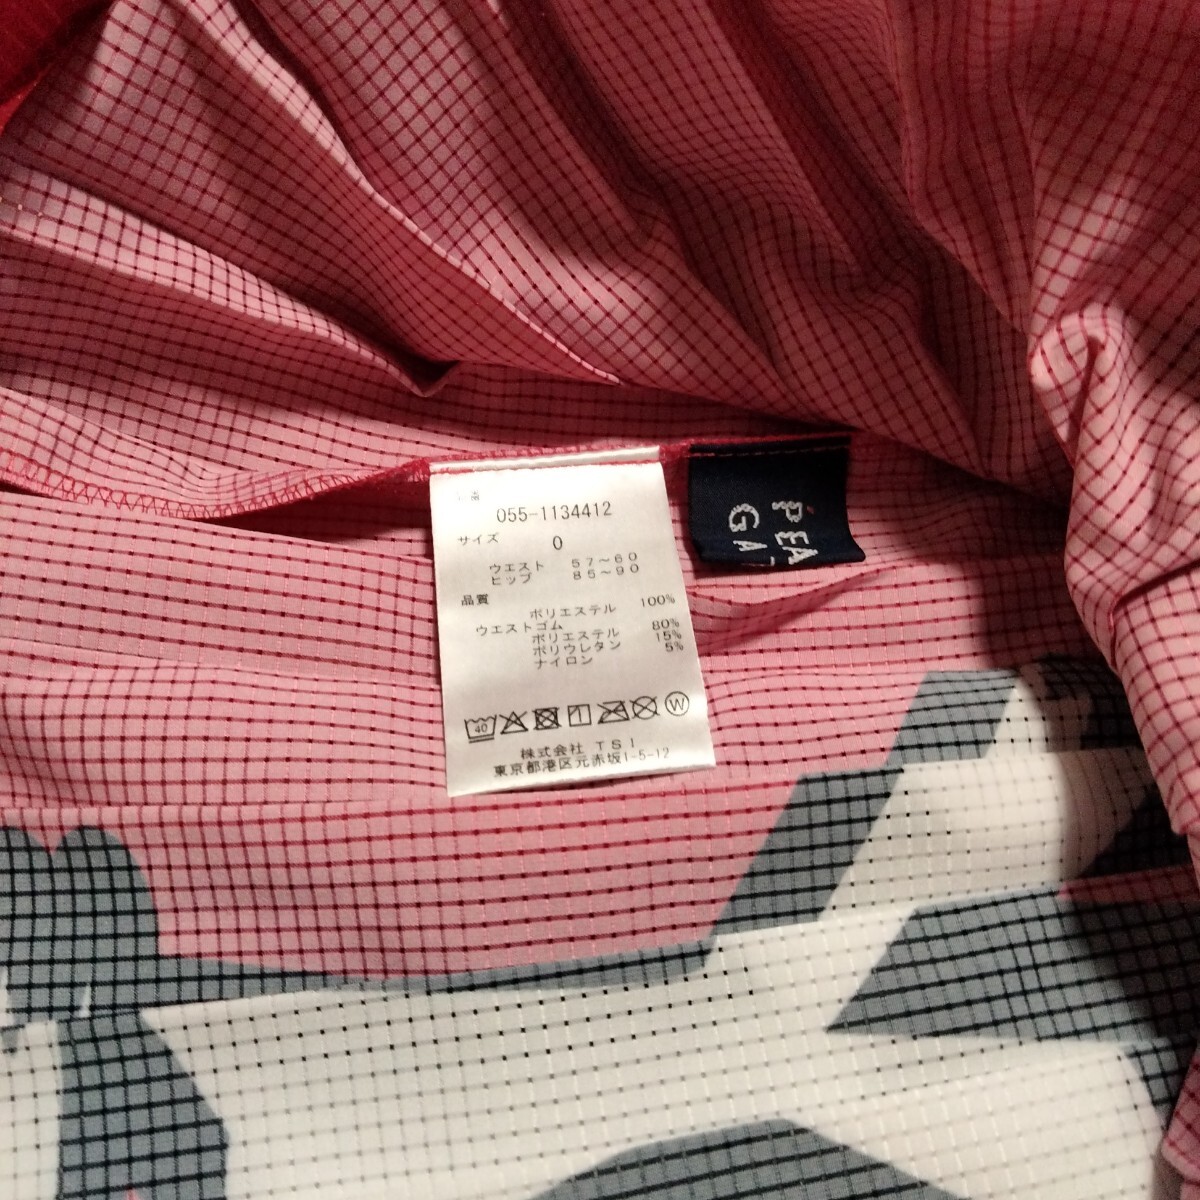 055-1134412
サイズ
0
ウエスト 57～60
ヒップ 85～90
品質
ポリエステル 100%
ウエストゴム
ポリエステル 80%
ポリウレタン 15%
ナイロン 5%
40
W
株式会社 TSI
東京都港区元赤坂1-5-12
PEA
GA